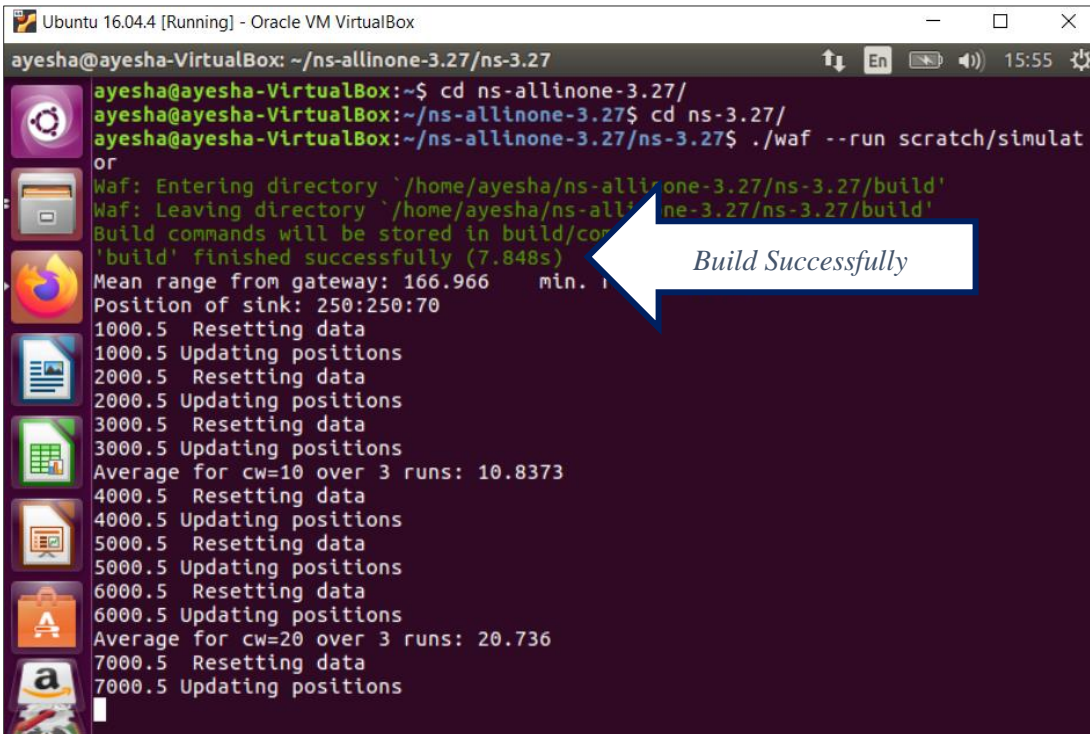 Ubuntu 16.04.4 [Running] - Oracle VM VirtualBox
ayesha@ayesha-VirtualBox: ~/ns-allinone-3.27/ns-3.27
En
15:55
ayesha@ayesha-VirtualBox:~$ cd ns-allinone-3.27/
ayesha@ayesha-VirtualBox:~/ns-allinone-3.27$ cd ns-3.27/
ayesha@ayesha-VirtualBox:~/ns-allinone-3.27/ns-3.27$ ./waf --run scratch/simulat
or
Waf: Entering directory `/home/ayesha/ns-allinone-3.27/ns-3.27/build'
Waf: Leaving directory `/home/ayesha/ns-allinone-3.27/ns-3.27/build'
Build commands will be stored in
'build' finished successfully (7.848s)
Build Successfully
Mean range from gateway: 166.966    min.
Position of sink: 250:250:70
1000.5  Resetting data
1000.5 Updating positions
2000.5  Resetting data
2000.5 Updating positions
3000.5  Resetting data
3000.5 Updating positions
Average for cw=10 over 3 runs: 10.8373
4000.5  Resetting data
4000.5 Updating positions
5000.5  Resetting data
5000.5 Updating positions
6000.5  Resetting data
6000.5 Updating positions
Average for cw=20 over 3 runs: 20.736
7000.5  Resetting data
7000.5 Updating positions